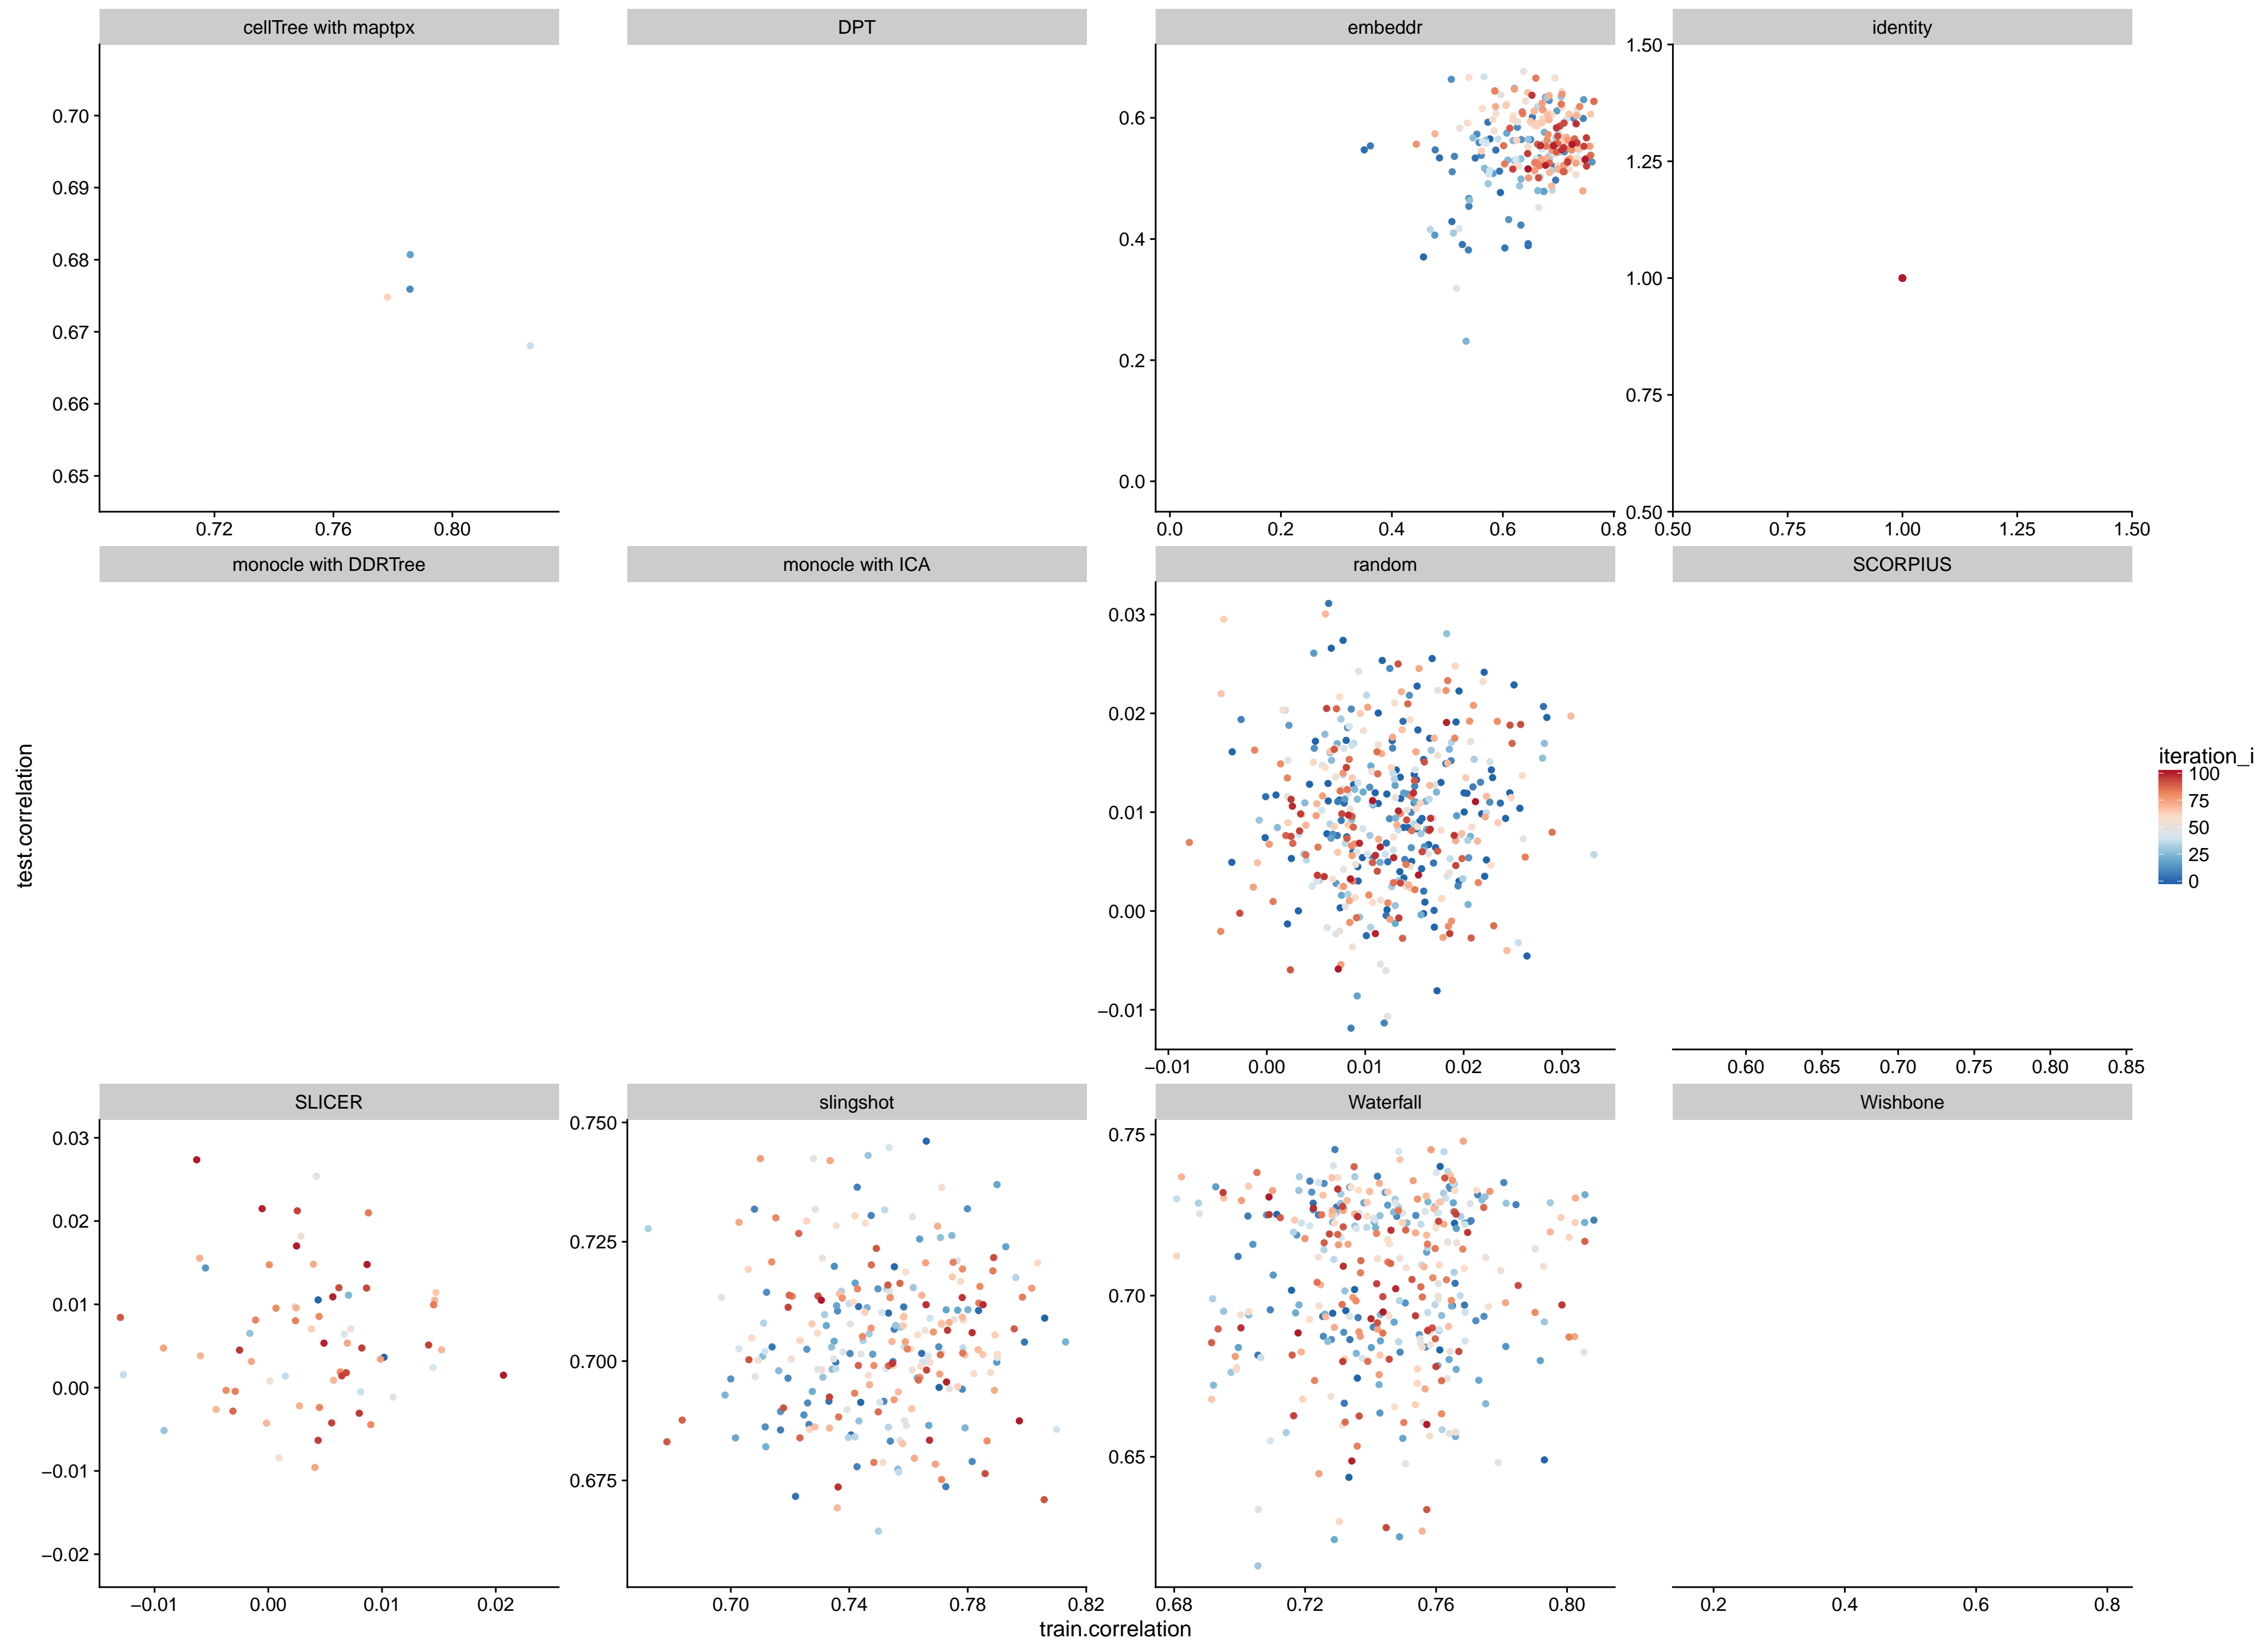 cellTree with maptpx
DPT
embeddr
identity
0.70
0.69
0.68
0.67
0.66
0.65
0.72 0.76 0.80
0.6
0.4
0.2
0.0
0.0 0.2 0.4 0.6 0.8
1.50
1.25
1.00
0.75
0.50
0.50 0.75 1.00 1.25 1.50
monocle with DDRTree
monocle with ICA
random
SCORPIUS
0.03
0.02
0.01
0.00
−0.01
−0.01 0.00 0.01 0.02 0.03
0.60 0.65 0.70 0.75 0.80 0.85
SLICER
slingshot
Waterfall
Wishbone
0.03
0.02
0.01
0.00
−0.01
−0.02
−0.01 0.00 0.01 0.02
0.750
0.725
0.700
0.675
0.70 0.74 0.78 0.82
0.75
0.70
0.65
0.68 0.72 0.76 0.80
0.2 0.4 0.6 0.8
train.correlation
test.correlation
iteration_i
100
75
50
25
0